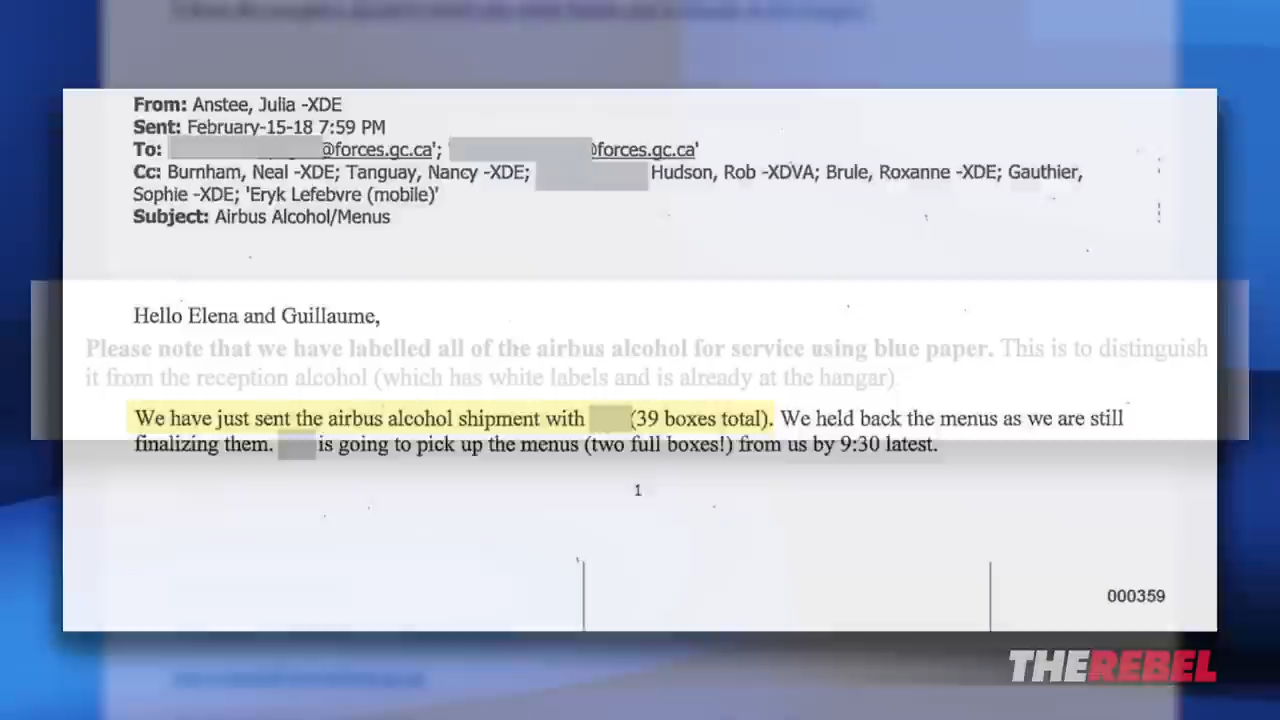 From: Anstee, Julia -XDE
Sent: February-15-18 7:59 PM
To: @forces.gc.ca'; ' @forces.gc.ca'
Cc: Burnham, Neal -XDE; Tanguay, Nancy -XDE; Hudson, Rob -XDVA; Brule, Roxanne -XDE; Gauthier,
Sophie -XDE; 'Eryk Lefebvre (mobile)'
Subject: Airbus Alcohol/Menus
Hello Elena and Guillaume,
Please note that we have labelled all of the airbus alcohol for service using blue paper. This is to distinguish
it from the reception alcohol (which has white labels and is already at the hangar)
We have just sent the airbus alcohol shipment with (39 boxes total). We held back the menus as we are still
finalizing them. is going to pick up the menus (two full boxes!) from us by 9:30 latest.
1
000359
THE REBEL